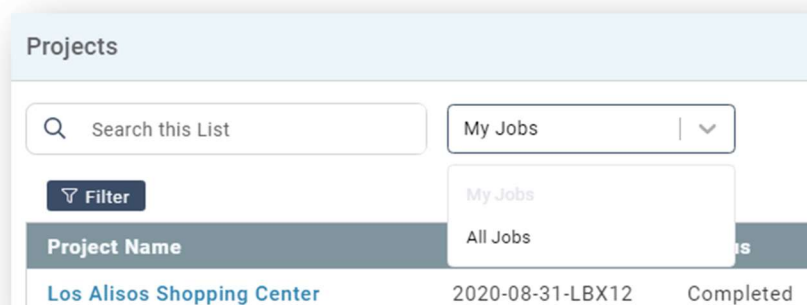 Projects
Search this List
My Jobs
Filter
My Jobs
All Jobs
Project Name
Los Alisos Shopping Center 2020-08-31-LBX12 Completed